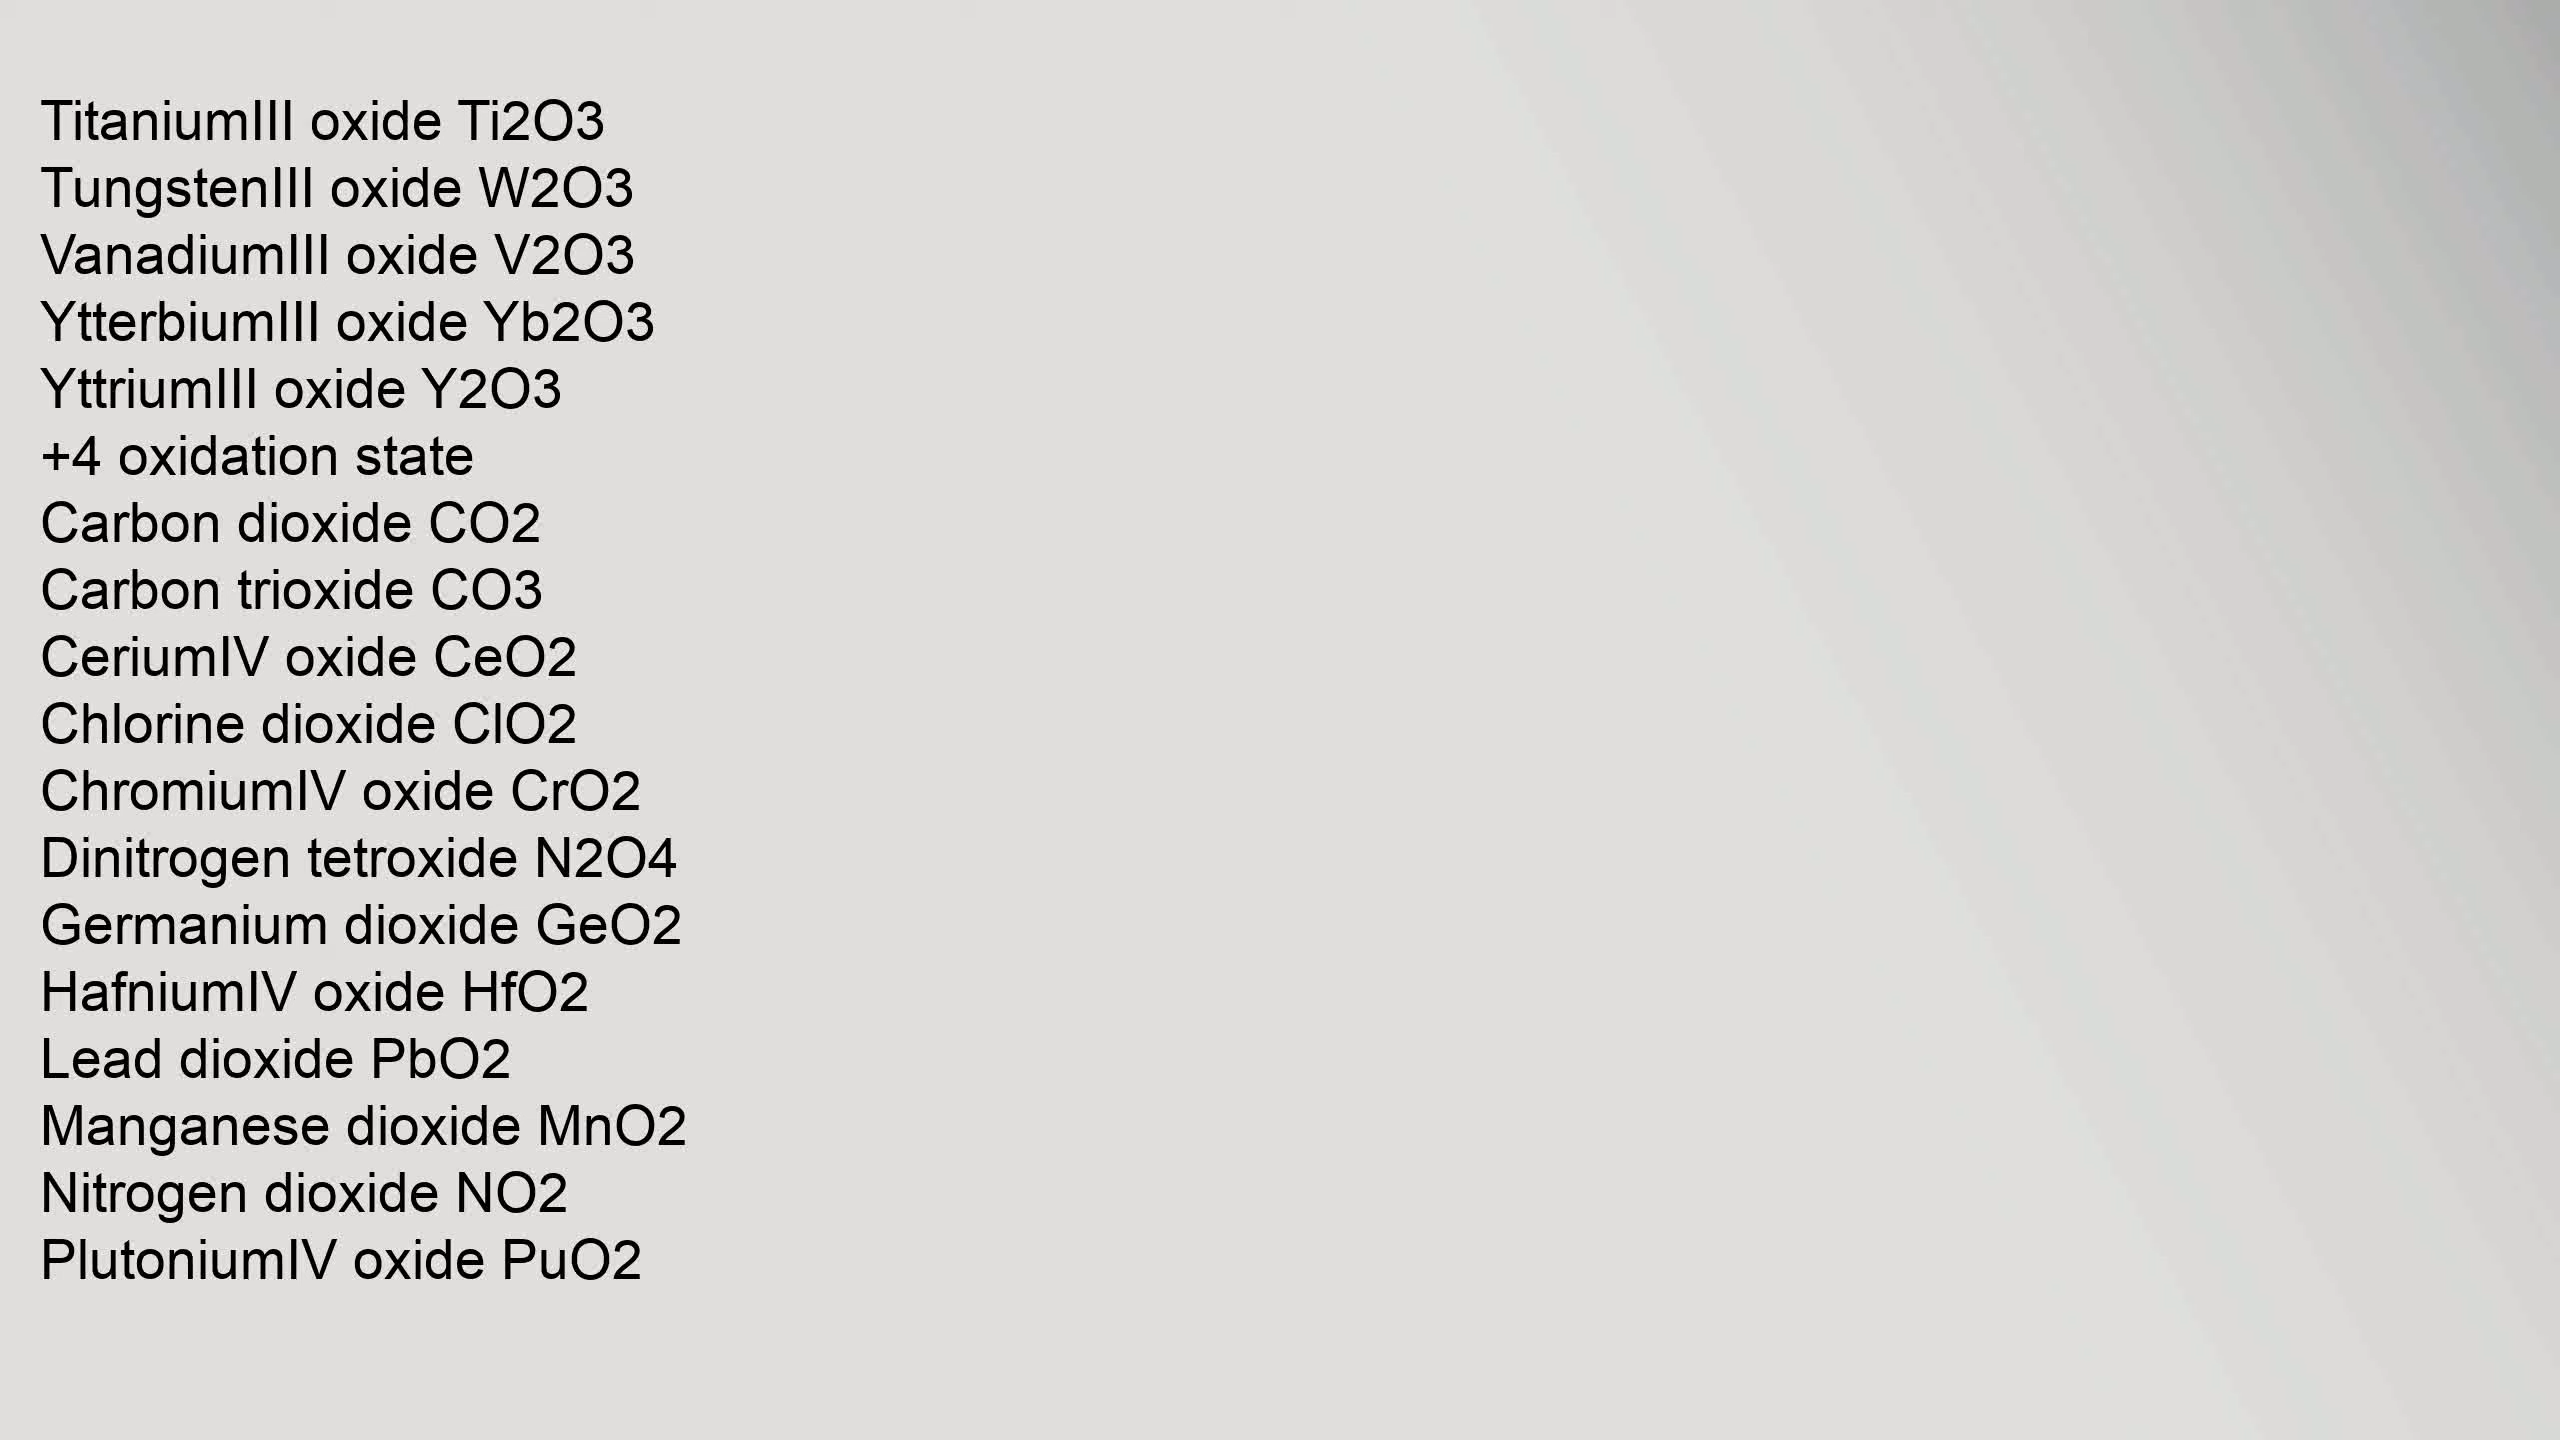 TitaniumIII oxide Ti2O3
TungstenIII oxide W2O3
VanadiumIII oxide V2O3
YtterbiumIII oxide Yb2O3
YttriumIII oxide Y2O3
+4 oxidation state
Carbon dioxide CO2
Carbon trioxide CO3
CeriumIV oxide CeO2
Chlorine dioxide ClO2
ChromiumIV oxide CrO2
Dinitrogen tetroxide N2O4
Germanium dioxide GeO2
HafniumIV oxide HfO2
Lead dioxide PbO2
Manganese dioxide MnO2
Nitrogen dioxide NO2
PlutoniumIV oxide PuO2